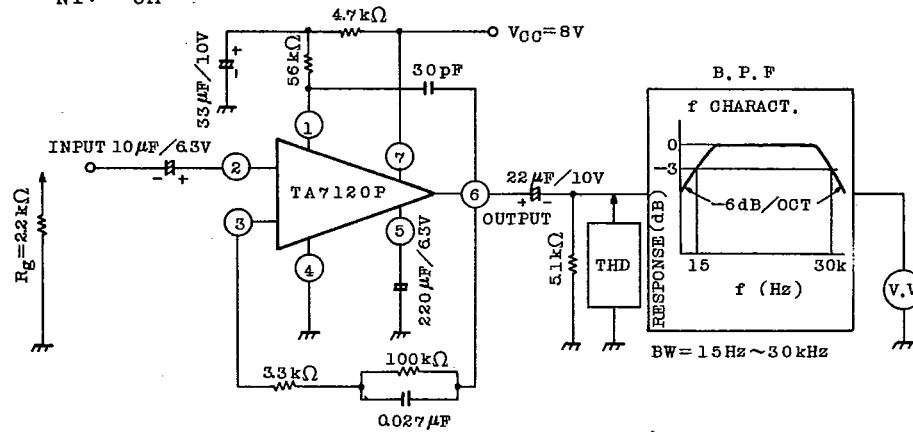 4.7kΩ
VCC=8V
33μF/10V
+
-
56kΩ
30pF
B.P.F
f CHARACT.
1
INPUT 10μF/6.3V
- +
2
7
TA7120P
3
6
22μF/10V
+ -
OUTPUT
5
4
Rg=2.2kΩ
220μF/6.3V
51kΩ
THD
RESPONSE(dB)
0
-3
-6dB/OCT
15
30k
f (Hz)
V.V
BW=15Hz~30kHz
3.3kΩ
100kΩ
0.027μF